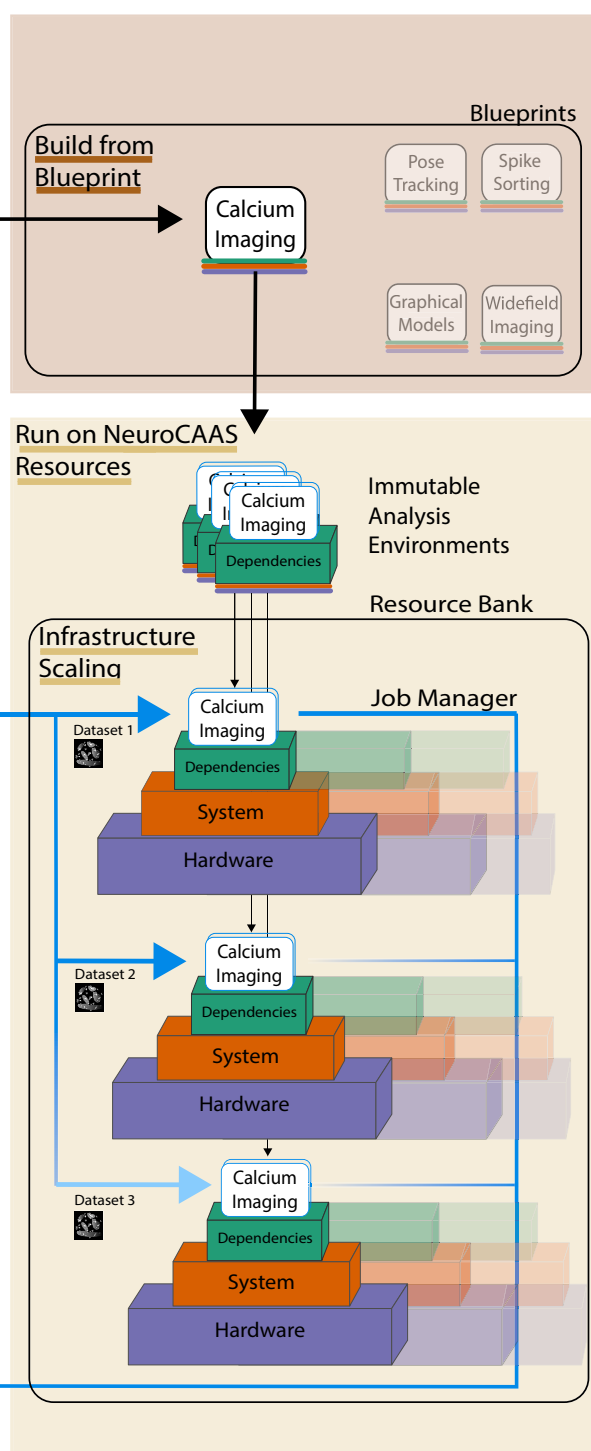 Blueprints
Build from
Blueprint
Pose
Tracking
Spike
Sorting
Calcium
Imaging
Graphical
Models
Widefield
Imaging
Run on NeuroCAAS
Resources
Calcium
Imaging
Dependencies
Immutable
Analysis
Environments
Resource Bank
Infrastructure
Scaling
Job Manager
Dataset 1
Calcium
Imaging
Dependencies
System
Hardware
Dataset 2
Calcium
Imaging
Dependencies
System
Hardware
Dataset 3
Calcium
Imaging
Dependencies
System
Hardware